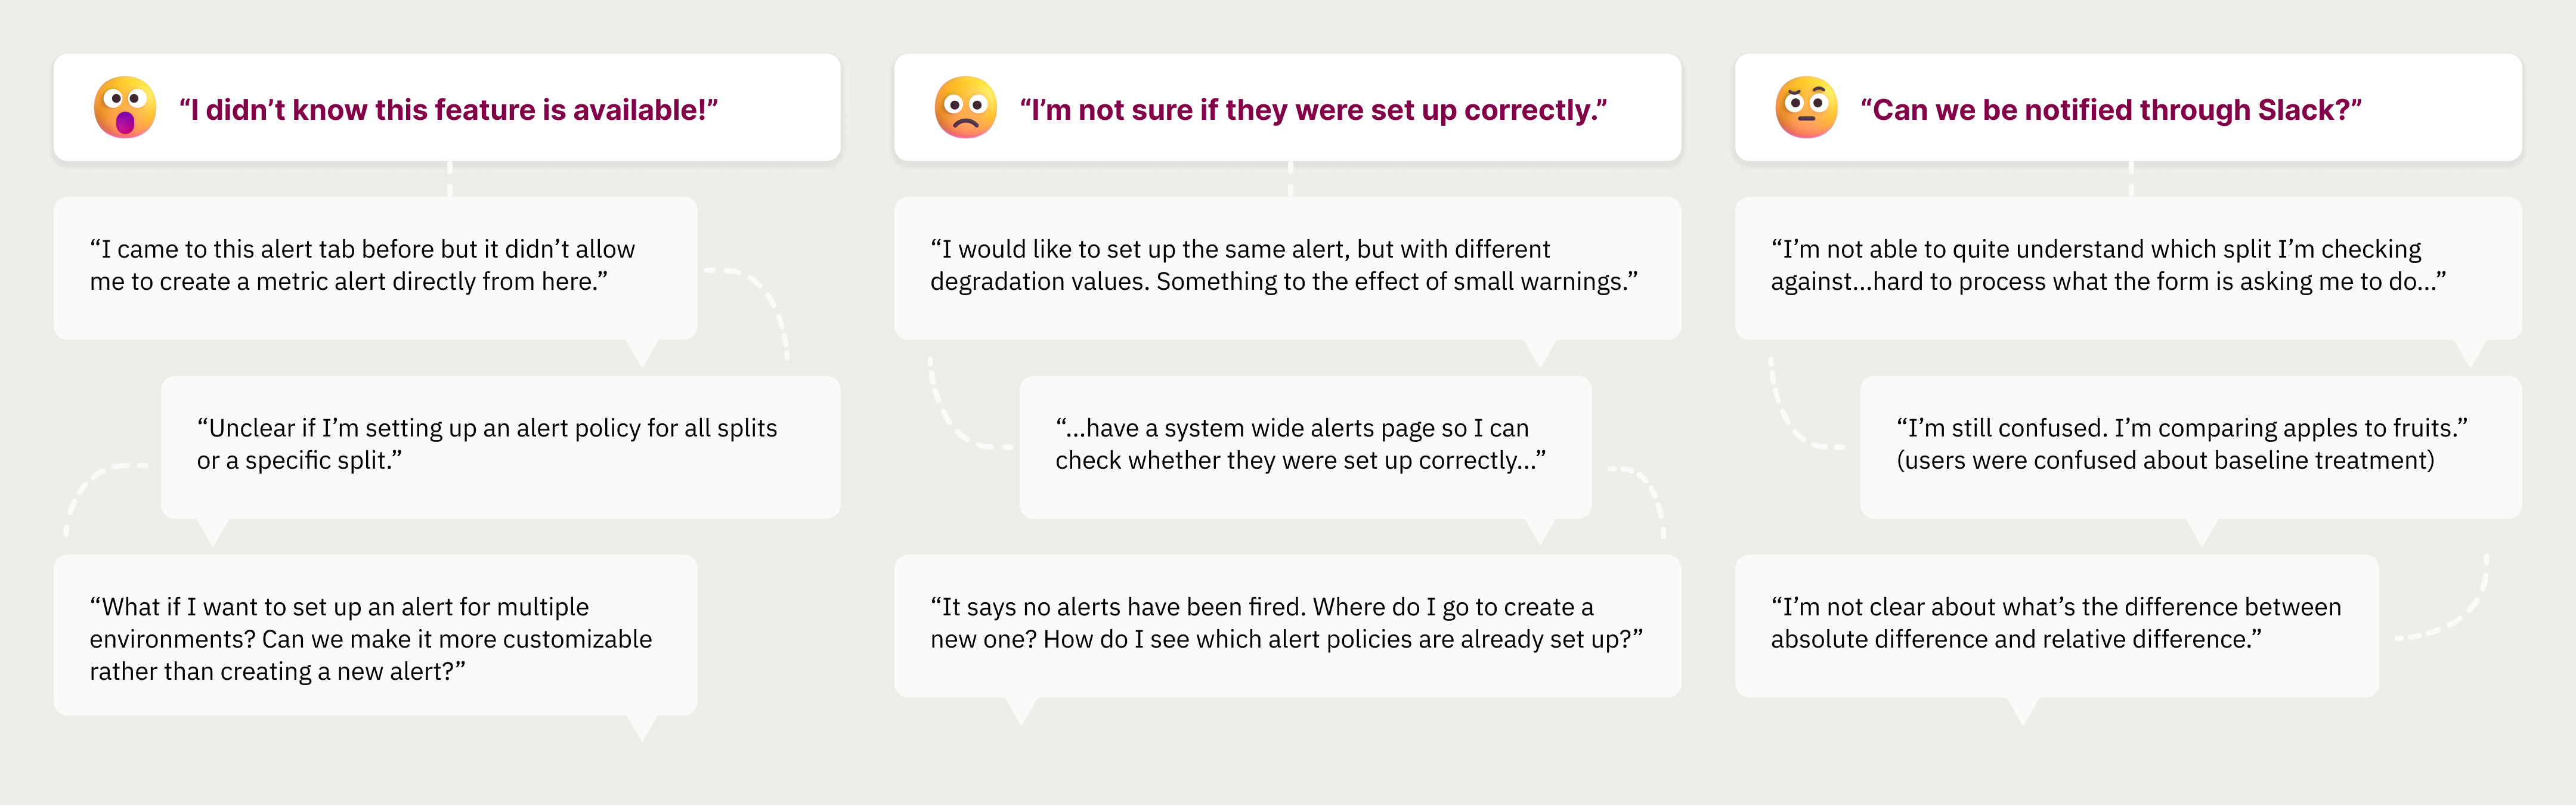 “I didn’t know this feature is available!”
“I came to this alert tab before but it didn’t allow
me to create a metric alert directly from here.”
“Unclear if I’m setting up an alert policy for all splits
or a specific split.”
“What if I want to set up an alert for multiple
environments? Can we make it more customizable
rather than creating a new alert?”
“I’m not sure if they were set up correctly.”
“I would like to set up the same alert, but with different
degradation values. Something to the effect of small warnings.”
“...have a system wide alerts page so I can
check whether they were set up correctly...”
“It says no alerts have been fired. Where do I go to create a
new one? How do I see which alert policies are already set up?”
“Can we be notified through Slack?”
“I’m not able to quite understand which split I’m checking
against...hard to process what the form is asking me to do...”
“I’m still confused. I’m comparing apples to fruits.”
(users were confused about baseline treatment)
“I’m not clear about what’s the difference between
absolute difference and relative difference.”